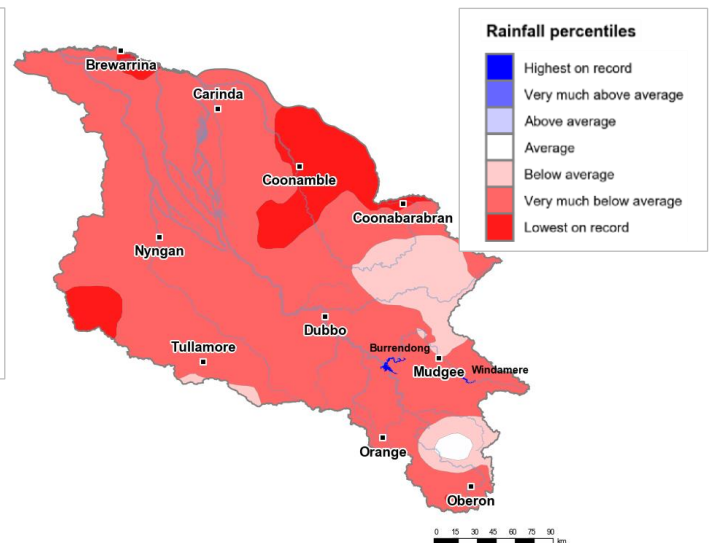 Rainfall percentiles
Highest on record
Very much above average
Above average
Average
Below average
Very much below average
Lowest on record
Brewarrina
Carinda
Coonamble
Coonabarabran
Nyngan
Dubbo
Tullamore
Burrendong
Mudgee
Windamere
Orange
Oberon
0 15 30 45 60 75 90
km